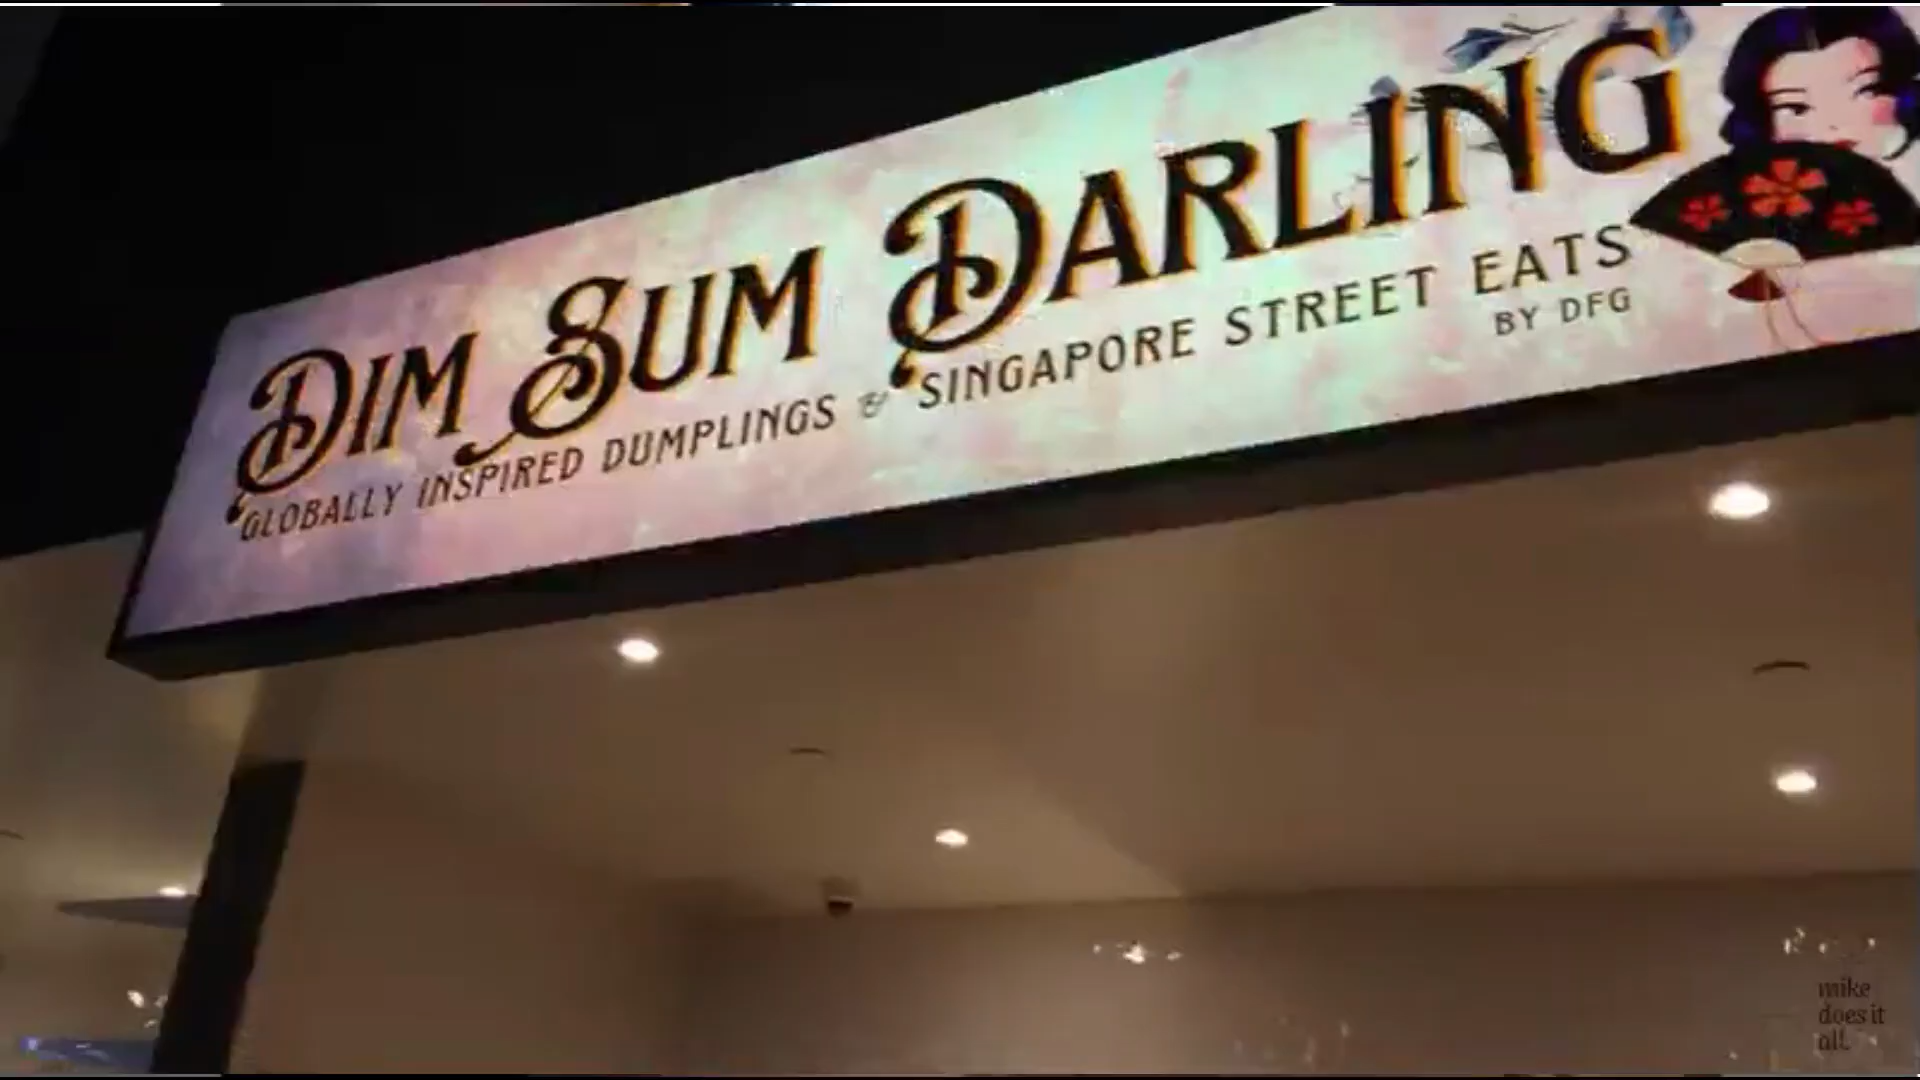 DIM SUM DARLING
GLOBALLY INSPIRED DUMPLINGS & SINGAPORE STREET EATS
BY DFG
mike
does it
all.